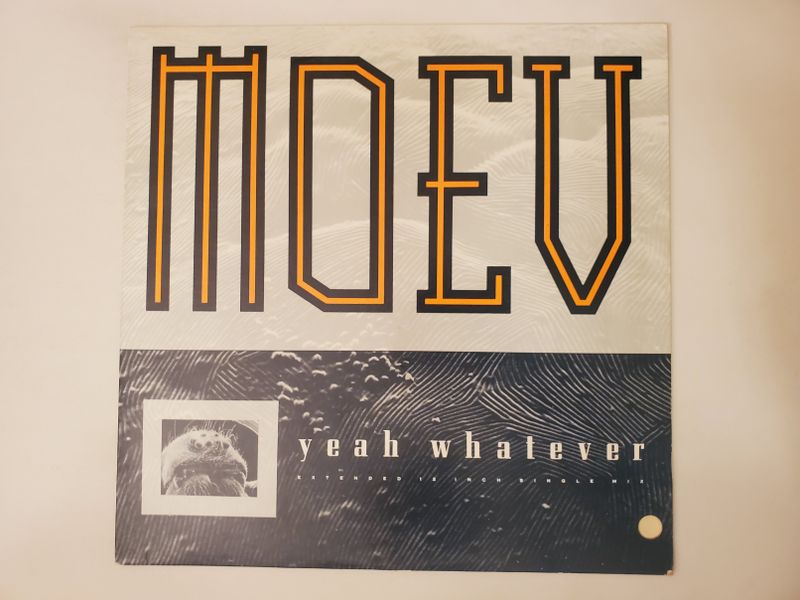 MOEV
yeah whatever
EXTENDED 12 INCH SINGLE MIX